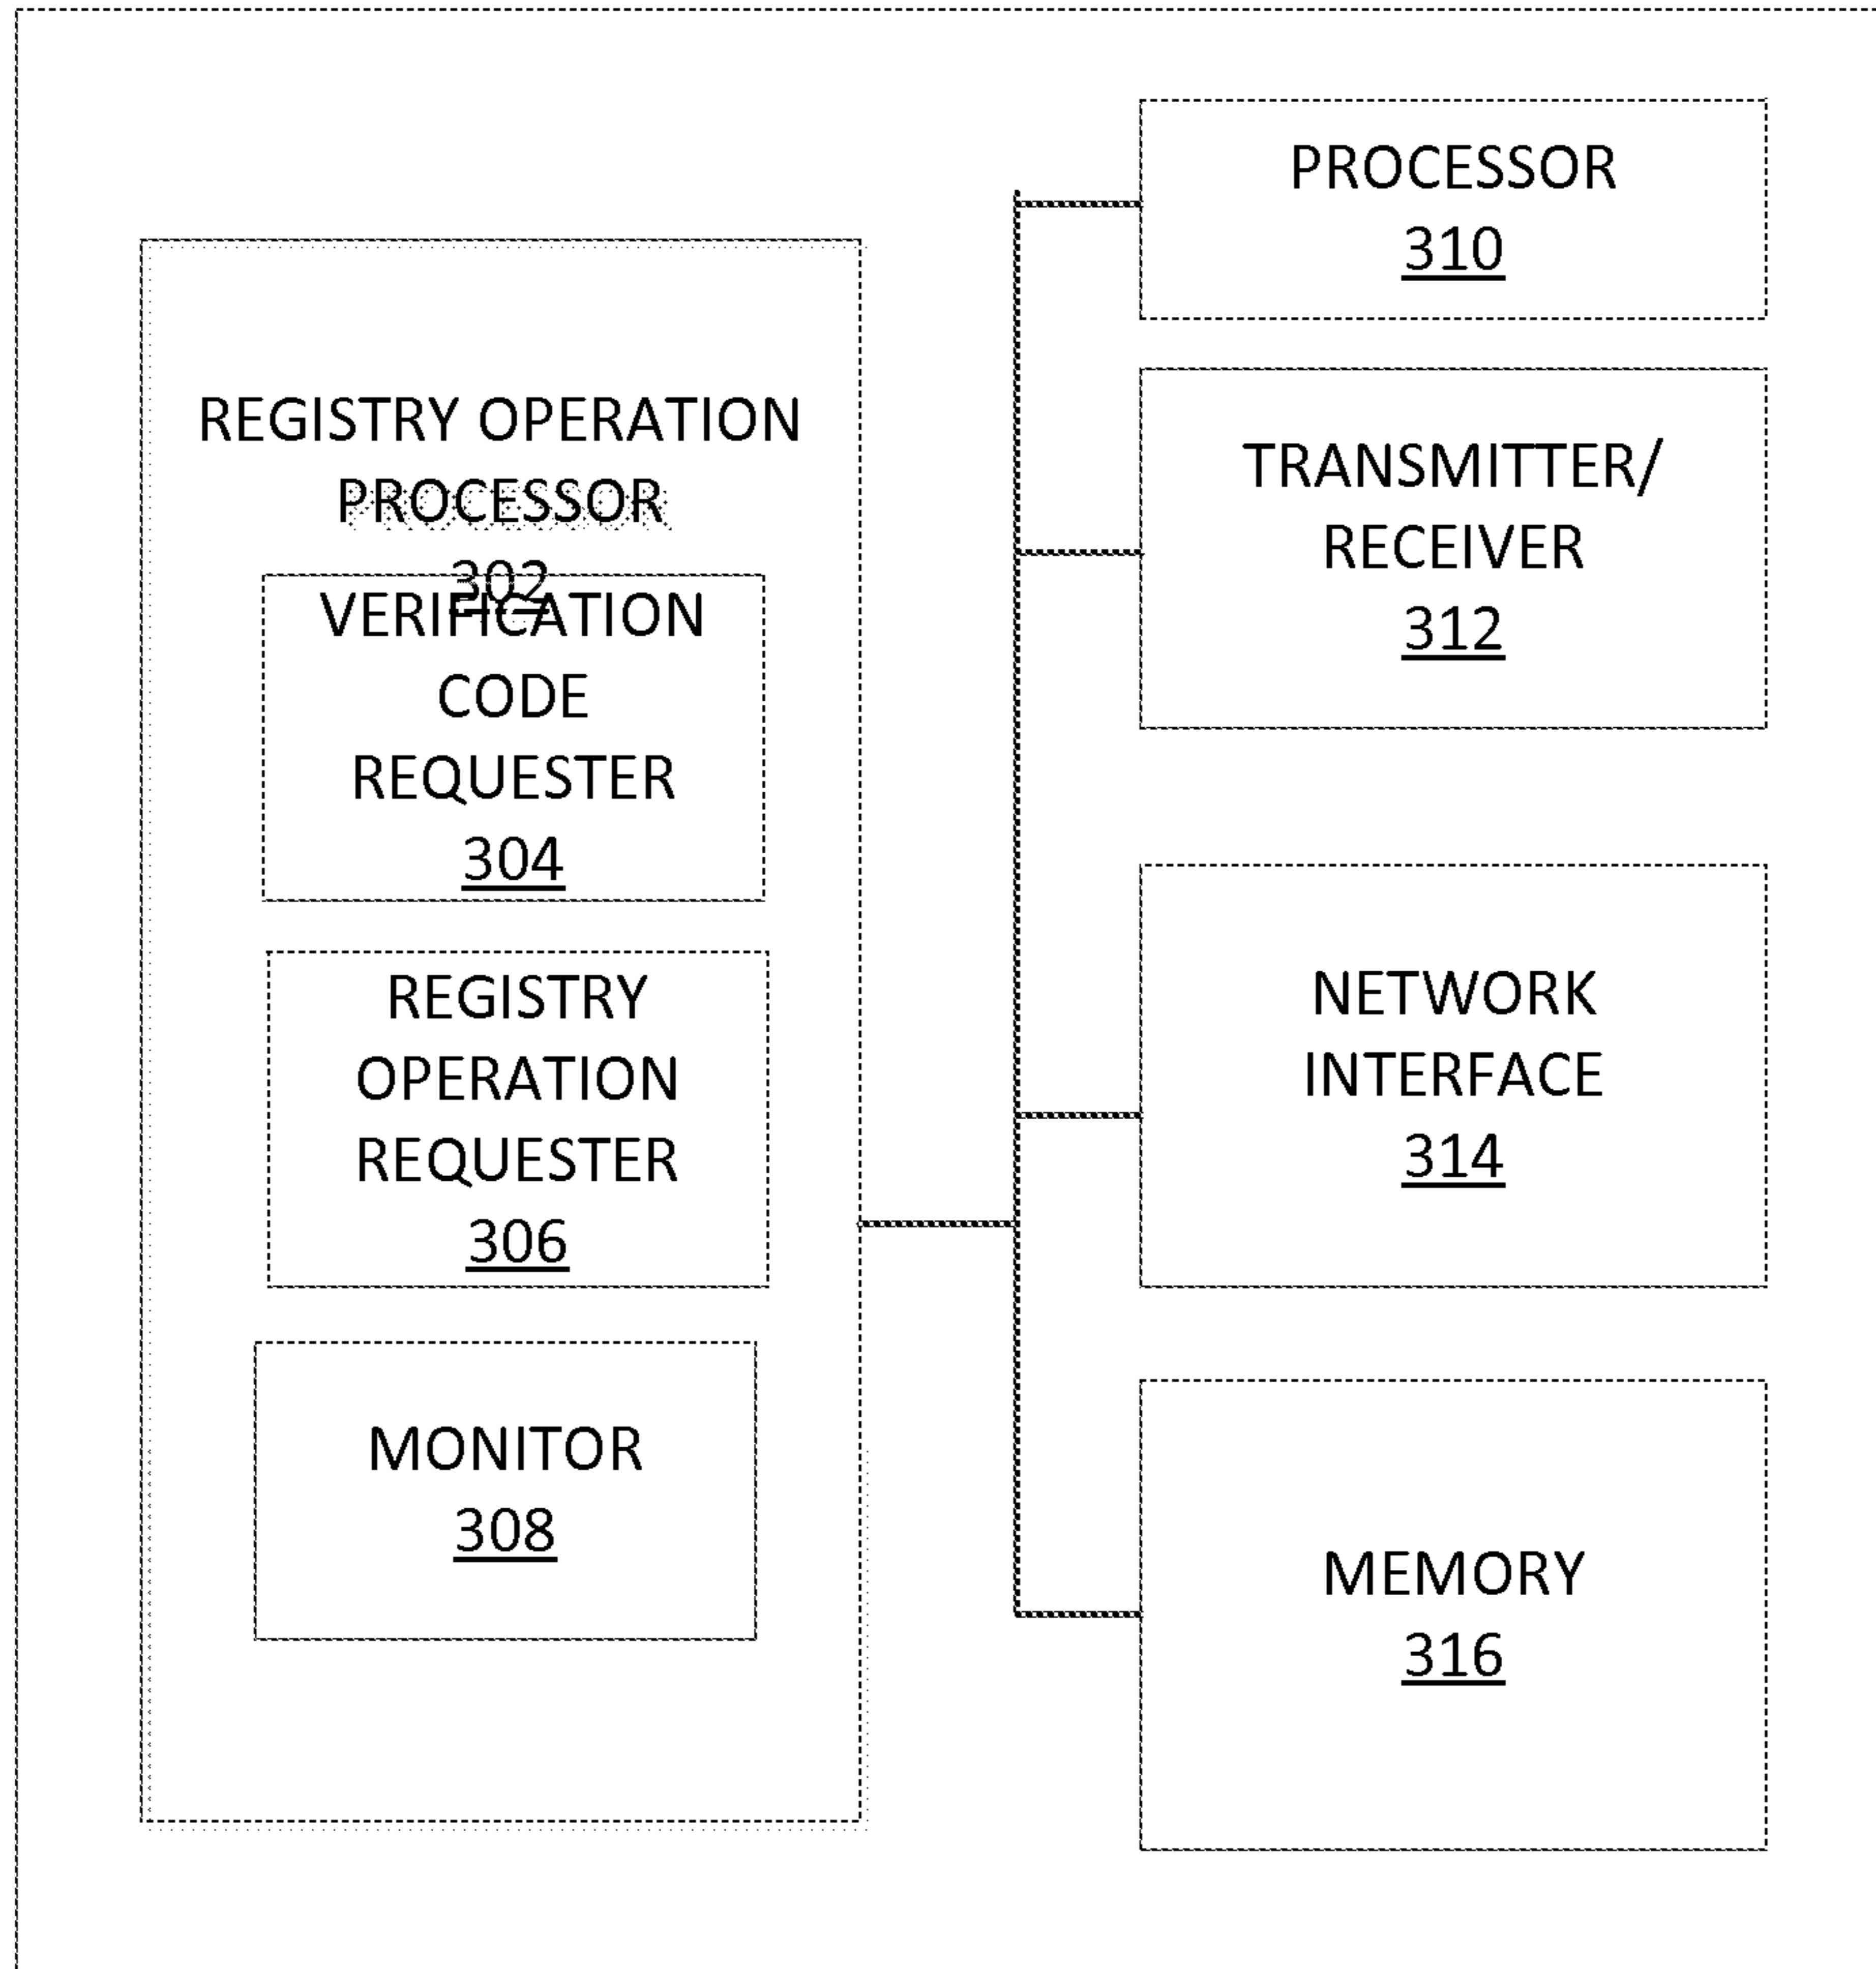 REGISTRY OPERATION
PROCESSOR
302
VERIFICATION
CODE
REQUESTER
304
REGISTRY
OPERATION
REQUESTER
306
MONITOR
308
PROCESSOR
310
TRANSMITTER/
RECEIVER
312
NETWORK
INTERFACE
314
MEMORY
316